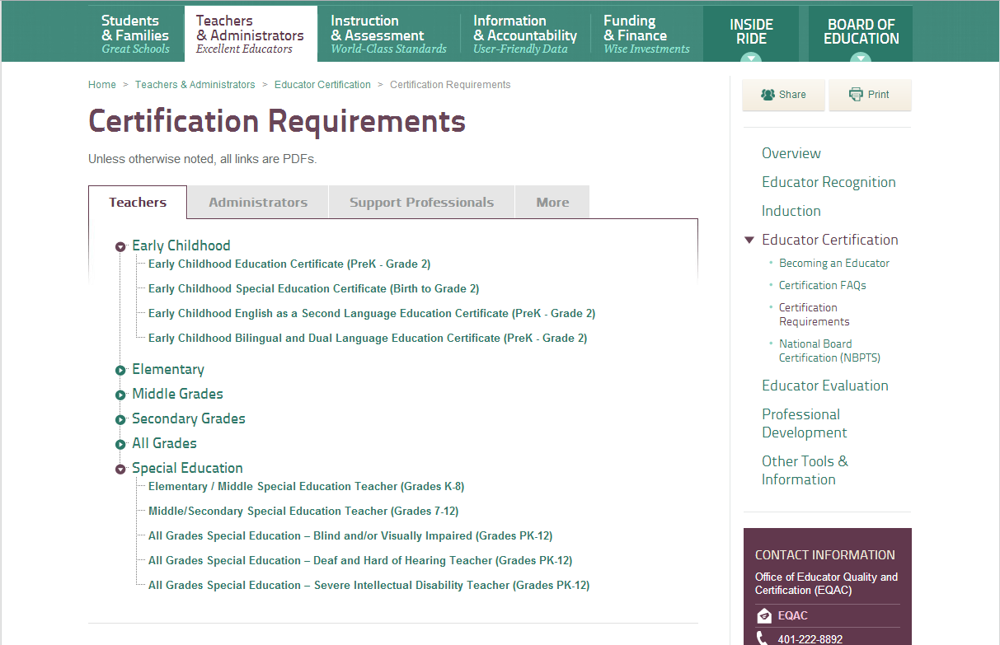 Students
& Families
Great Schools
Teachers
& Administrators
Excellent Educators
Instruction
& Assessment
World-Class Standards
Information
& Accountability
User-Friendly Data
Funding
& Finance
Wise Investments
INSIDE
RIDE
BOARD OF
EDUCATION
Home > Teachers & Administrators > Educator Certification > Certification Requirements
Certification Requirements
Unless otherwise noted, all links are PDFs.
Teachers
Administrators
Support Professionals
More
Early Childhood
Early Childhood Education Certificate (PreK - Grade 2)
Early Childhood Special Education Certificate (Birth to Grade 2)
Early Childhood English as a Second Language Education Certificate (PreK - Grade 2)
Early Childhood Bilingual and Dual Language Education Certificate (PreK - Grade 2)
Elementary
Middle Grades
Secondary Grades
All Grades
Special Education
Elementary / Middle Special Education Teacher (Grades K-8)
Middle/Secondary Special Education Teacher (Grades 7-12)
All Grades Special Education – Blind and/or Visually Impaired (Grades PK-12)
All Grades Special Education – Deaf and Hard of Hearing Teacher (Grades PK-12)
All Grades Special Education – Severe Intellectual Disability Teacher (Grades PK-12)
Share
Print
Overview
Educator Recognition
Induction
Educator Certification
Becoming an Educator
Certification FAQs
Certification
Requirements
National Board
Certification (NBPTS)
Educator Evaluation
Professional
Development
Other Tools &
Information
CONTACT INFORMATION
Office of Educator Quality and
Certification (EQAC)
EQAC
401-222-8892